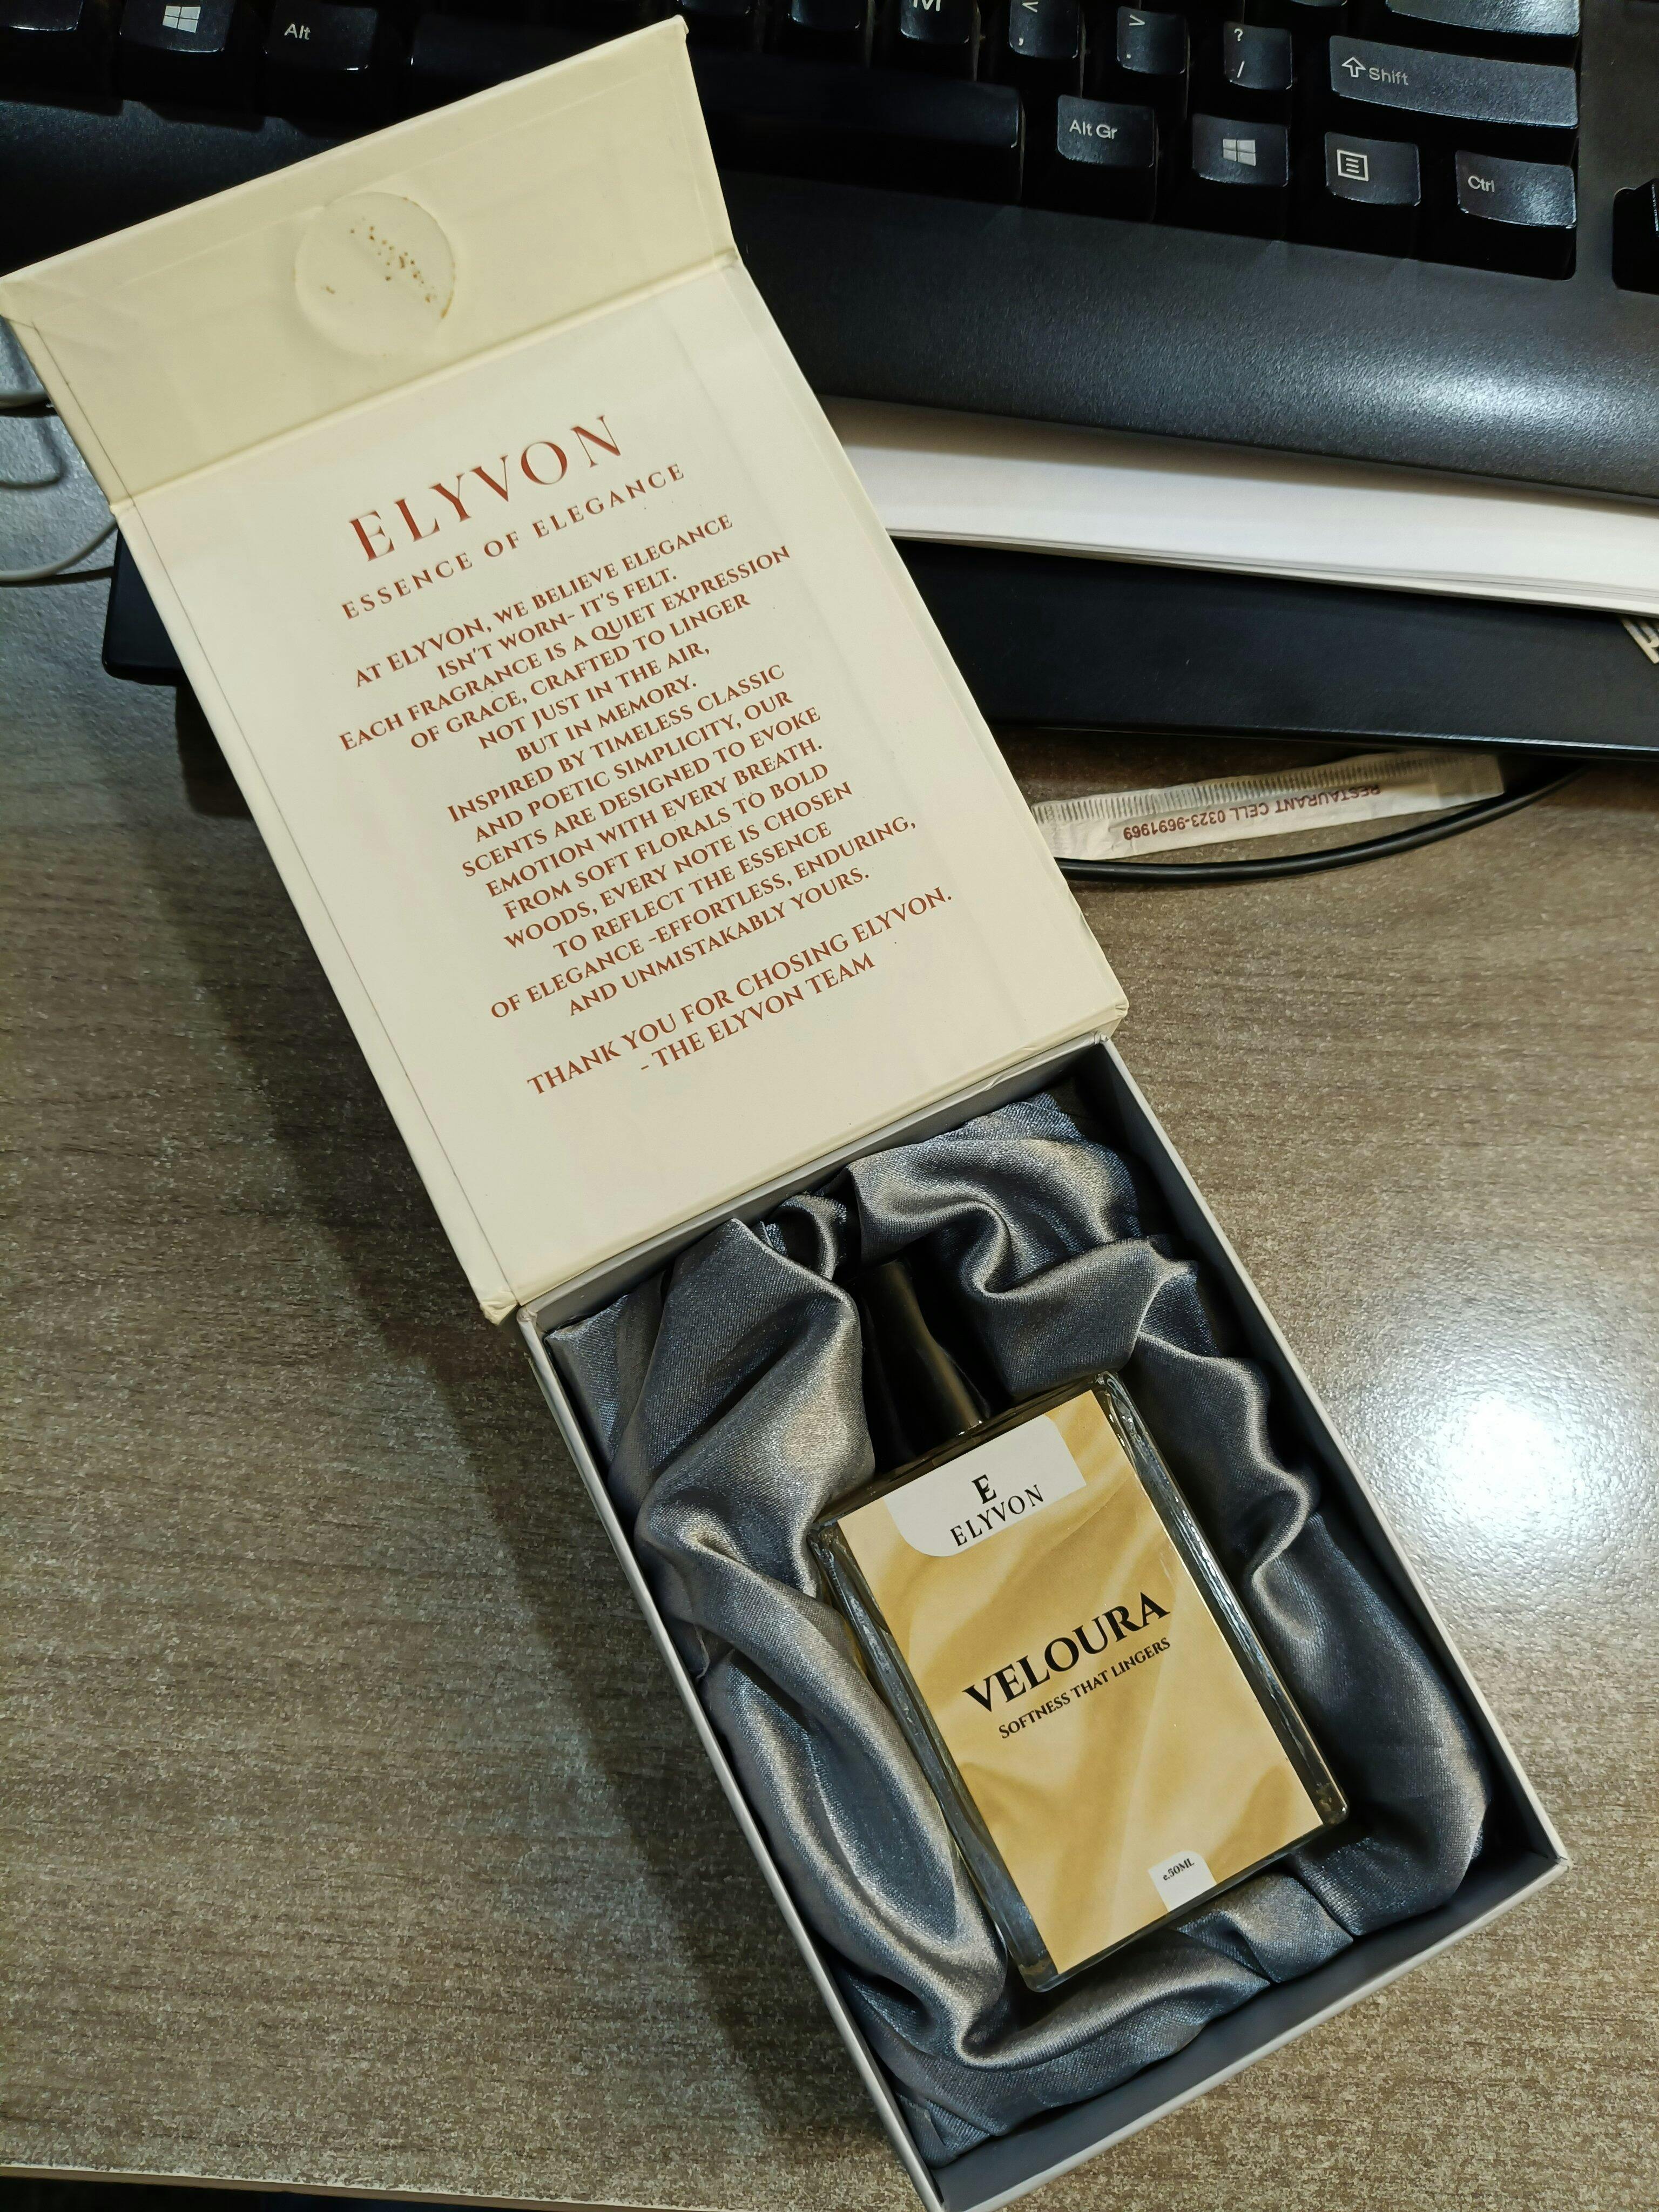 Alt
M
<
,
>
.
?
/
Shift
Alt Gr
Ctrl
ELYVON
ESSENCE OF ELEGANCE
AT ELYVON, WE BELIEVE ELEGANCE
ISN'T WORN- IT'S FELT.
EACH FRAGRANCE IS A QUIET EXPRESSION
OF GRACE, CRAFTED TO LINGER
NOT JUST IN THE AIR,
BUT IN MEMORY.
INSPIRED BY TIMELESS CLASSIC
AND POETIC SIMPLICITY, OUR
SCENTS ARE DESIGNED TO EVOKE
EMOTION WITH EVERY BREATH.
FROM SOFT FLORALS TO BOLD
WOODS, EVERY NOTE IS CHOSEN
TO REFLECT THE ESSENCE
OF ELEGANCE -EFFORTLESS, ENDURING,
AND UNMISTAKABLY YOURS.
THANK YOU FOR CHOSING ELYVON.
- THE ELYVON TEAM
RESTAURANT CELL 0323-9691969
E
ELYVON
VELOURA
SOFTNESS THAT LINGERS
e.50ML